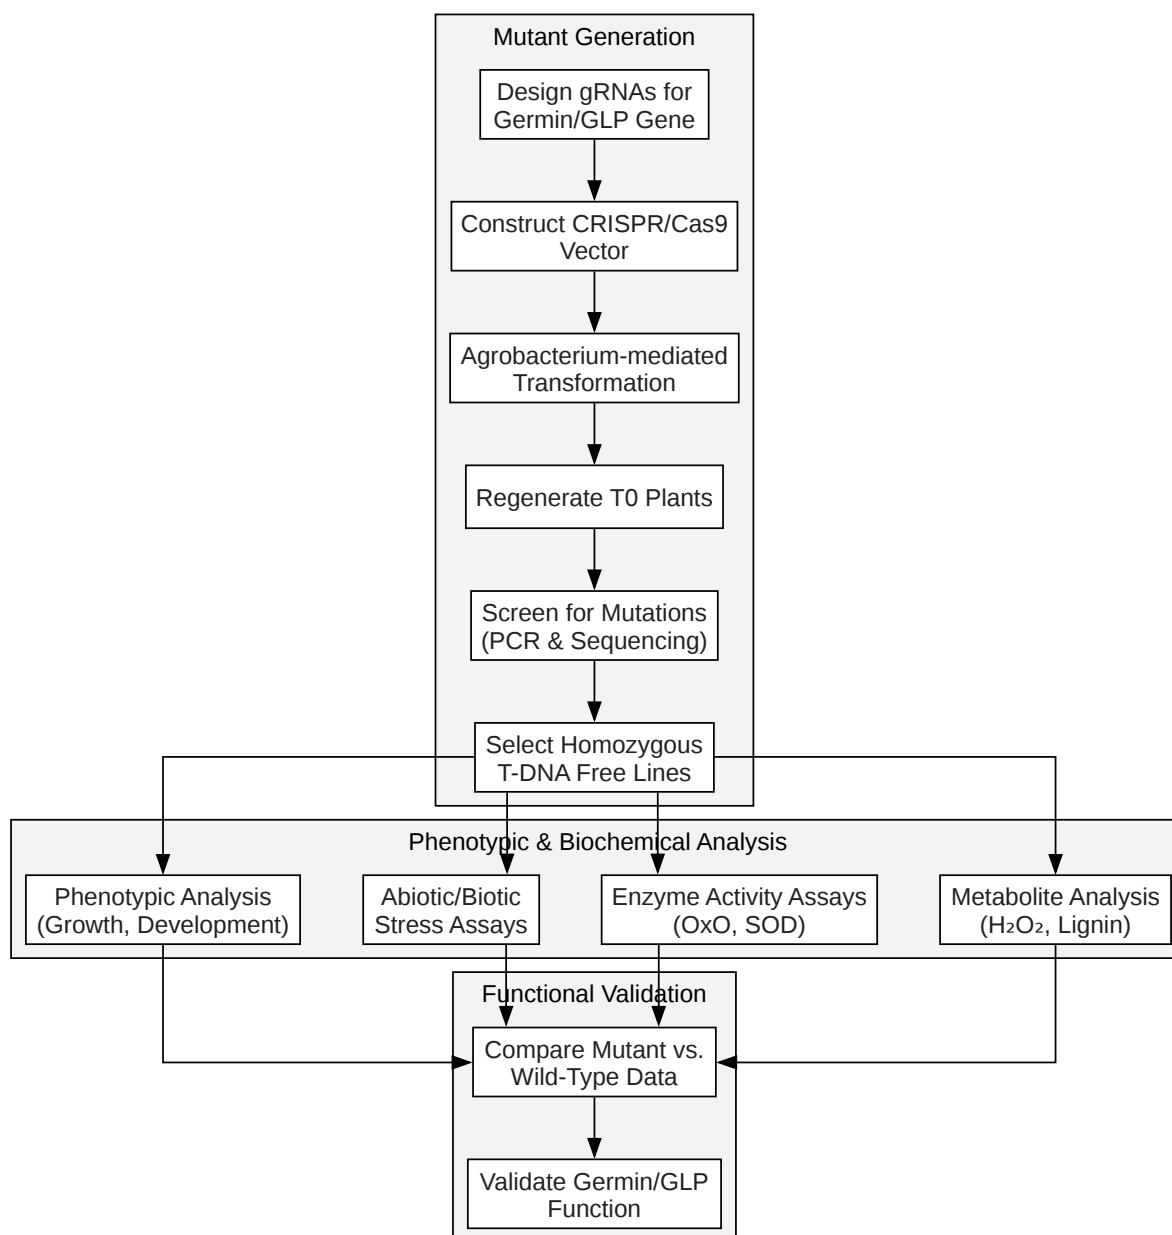 Mutant Generation
Design gRNAs for
Germin/GLP Gene
Construct CRISPR/Cas9
Vector
Agrobacterium-mediated
Transformation
Regenerate T0 Plants
Screen for Mutations
(PCR & Sequencing)
Select Homozygous
T-DNA Free Lines
Phenotypic & Biochemical Analysis
Phenotypic Analysis
(Growth, Development)
Abiotic/Biotic
Stress Assays
Enzyme Activity Assays
(OxO, SOD)
Metabolite Analysis
(H₂O₂, Lignin)
Functional Validation
Compare Mutant vs.
Wild-Type Data
Validate Germin/GLP
Function